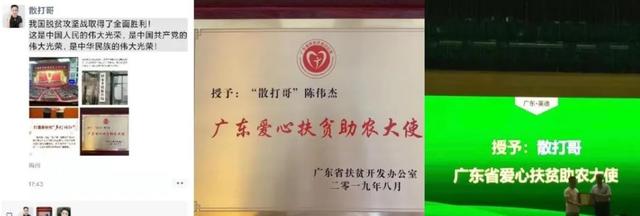 散打哥
我国脱贫攻坚战取得了全面胜利！
这是中国人民的伟大光荣，是中国共产党的
伟大光荣，是中华民族的伟大光荣！
17:43
授予：“散打哥”陈伟杰
广东爱心扶贫助农大使
广东省扶贫开发办公室
二〇一九年八月
广东·英德
授予：散打哥
广东省爱心扶贫助农大使